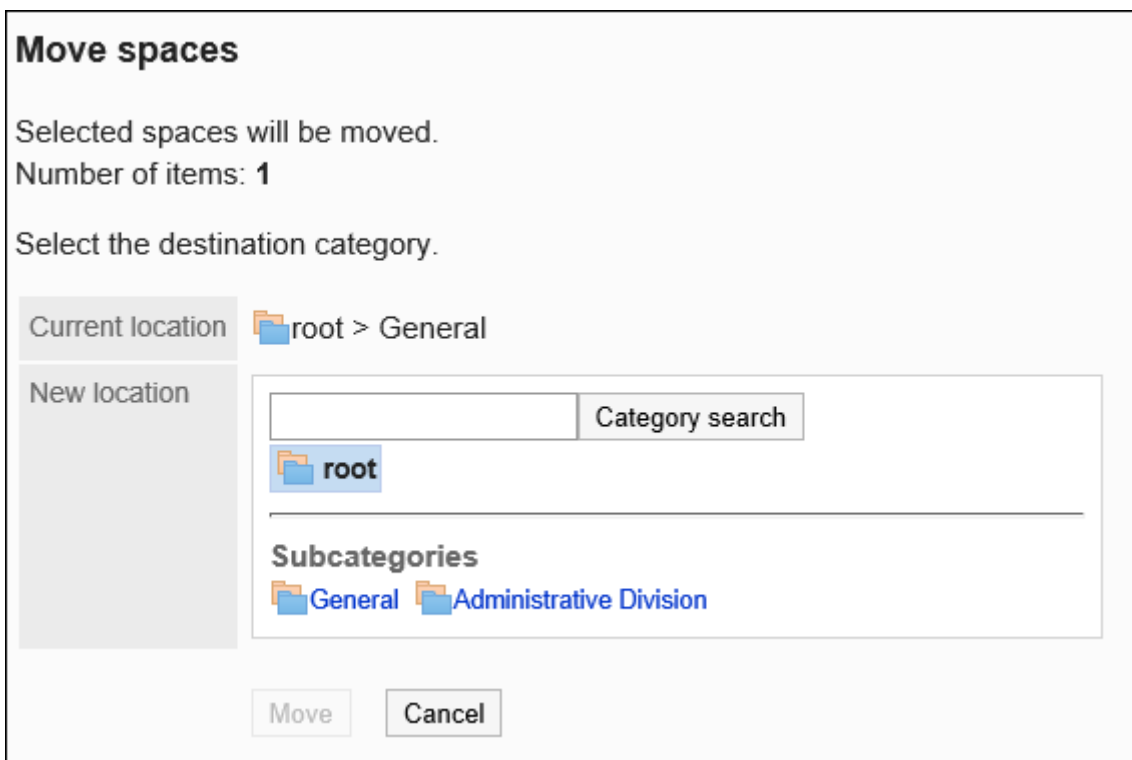 Move spaces
Selected spaces will be moved.
Number of items: 1
Select the destination category.
Current location root > General
New location
Category search
root
Subcategories
General Administrative Division
Move Cancel